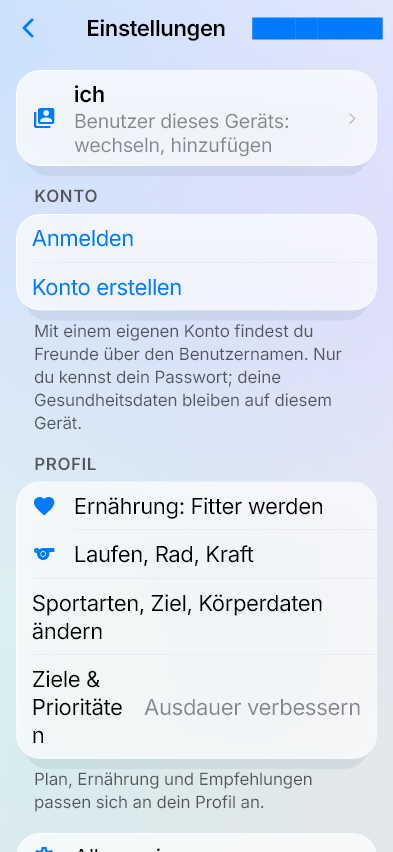 Einstellungen
ich
Benutzer dieses Geräts:
wechseln, hinzufügen
KONTO
Anmelden
Konto erstellen
Mit einem eigenen Konto findest du
Freunde über den Benutzernamen. Nur
du kennst dein Passwort; deine
Gesundheitsdaten bleiben auf diesem
Gerät.
PROFIL
Ernährung: Fitter werden
Laufen, Rad, Kraft
Sportarten, Ziel, Körperdaten
ändern
Ziele &
Prioritäte
n
Ausdauer verbessern
Plan, Ernährung und Empfehlungen
passen sich an dein Profil an.